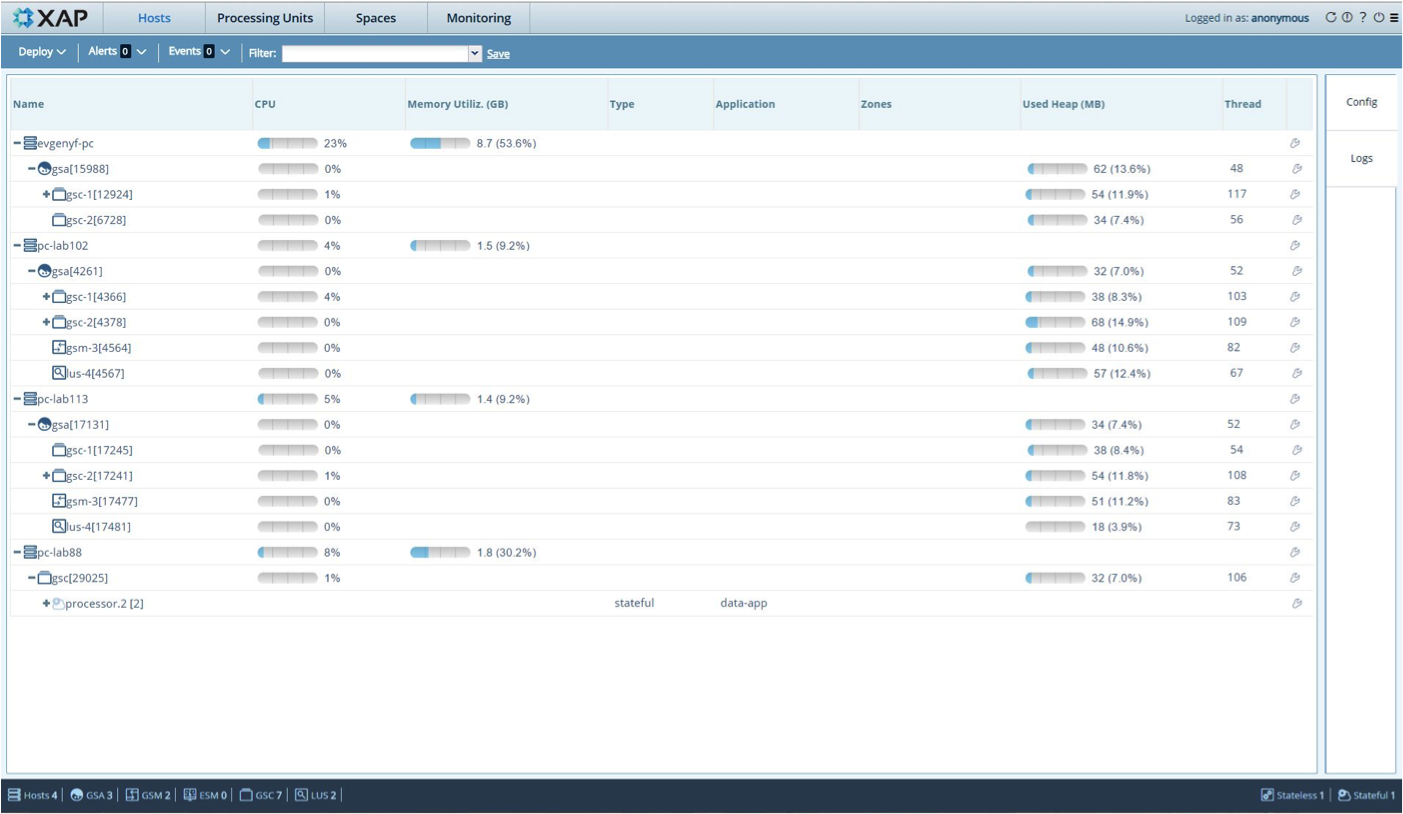 XAP Hosts Processing Units Spaces Monitoring Logged in as: anonymous
Deploy Alerts 0 Events 0 Filter: Save
Name CPU Memory Utiliz. (GB) Type Application Zones Used Heap (MB) Thread Config
Logs
evgenyf-pc 23% 8.7 (53.6%)
gsa[15988] 0% 62 (13.6%) 48
gsc-1[12924] 1% 54 (11.9%) 117
gsc-2[6728] 0% 34 (7.4%) 56
pc-lab102 4% 1.5 (9.2%)
gsa[4261] 0% 32 (7.0%) 52
gsc-1[4366] 4% 38 (8.3%) 103
gsc-2[4378] 0% 68 (14.9%) 109
gsm-3[4564] 0% 48 (10.6%) 82
lus-4[4567] 0% 57 (12.4%) 67
pc-lab113 5% 1.4 (9.2%)
gsa[17131] 0% 34 (7.4%) 52
gsc-1[17245] 0% 38 (8.4%) 54
gsc-2[17241] 1% 54 (11.8%) 108
gsm-3[17477] 0% 51 (11.2%) 83
lus-4[17481] 0% 18 (3.9%) 73
pc-lab88 8% 1.8 (30.2%)
gsc[29025] 1% 32 (7.0%) 106
processor.2 [2] stateful data-app
Hosts 4 GSA 3 GSM 2 ESM 0 GSC 7 LUS 2 Stateless 1 Stateful 1